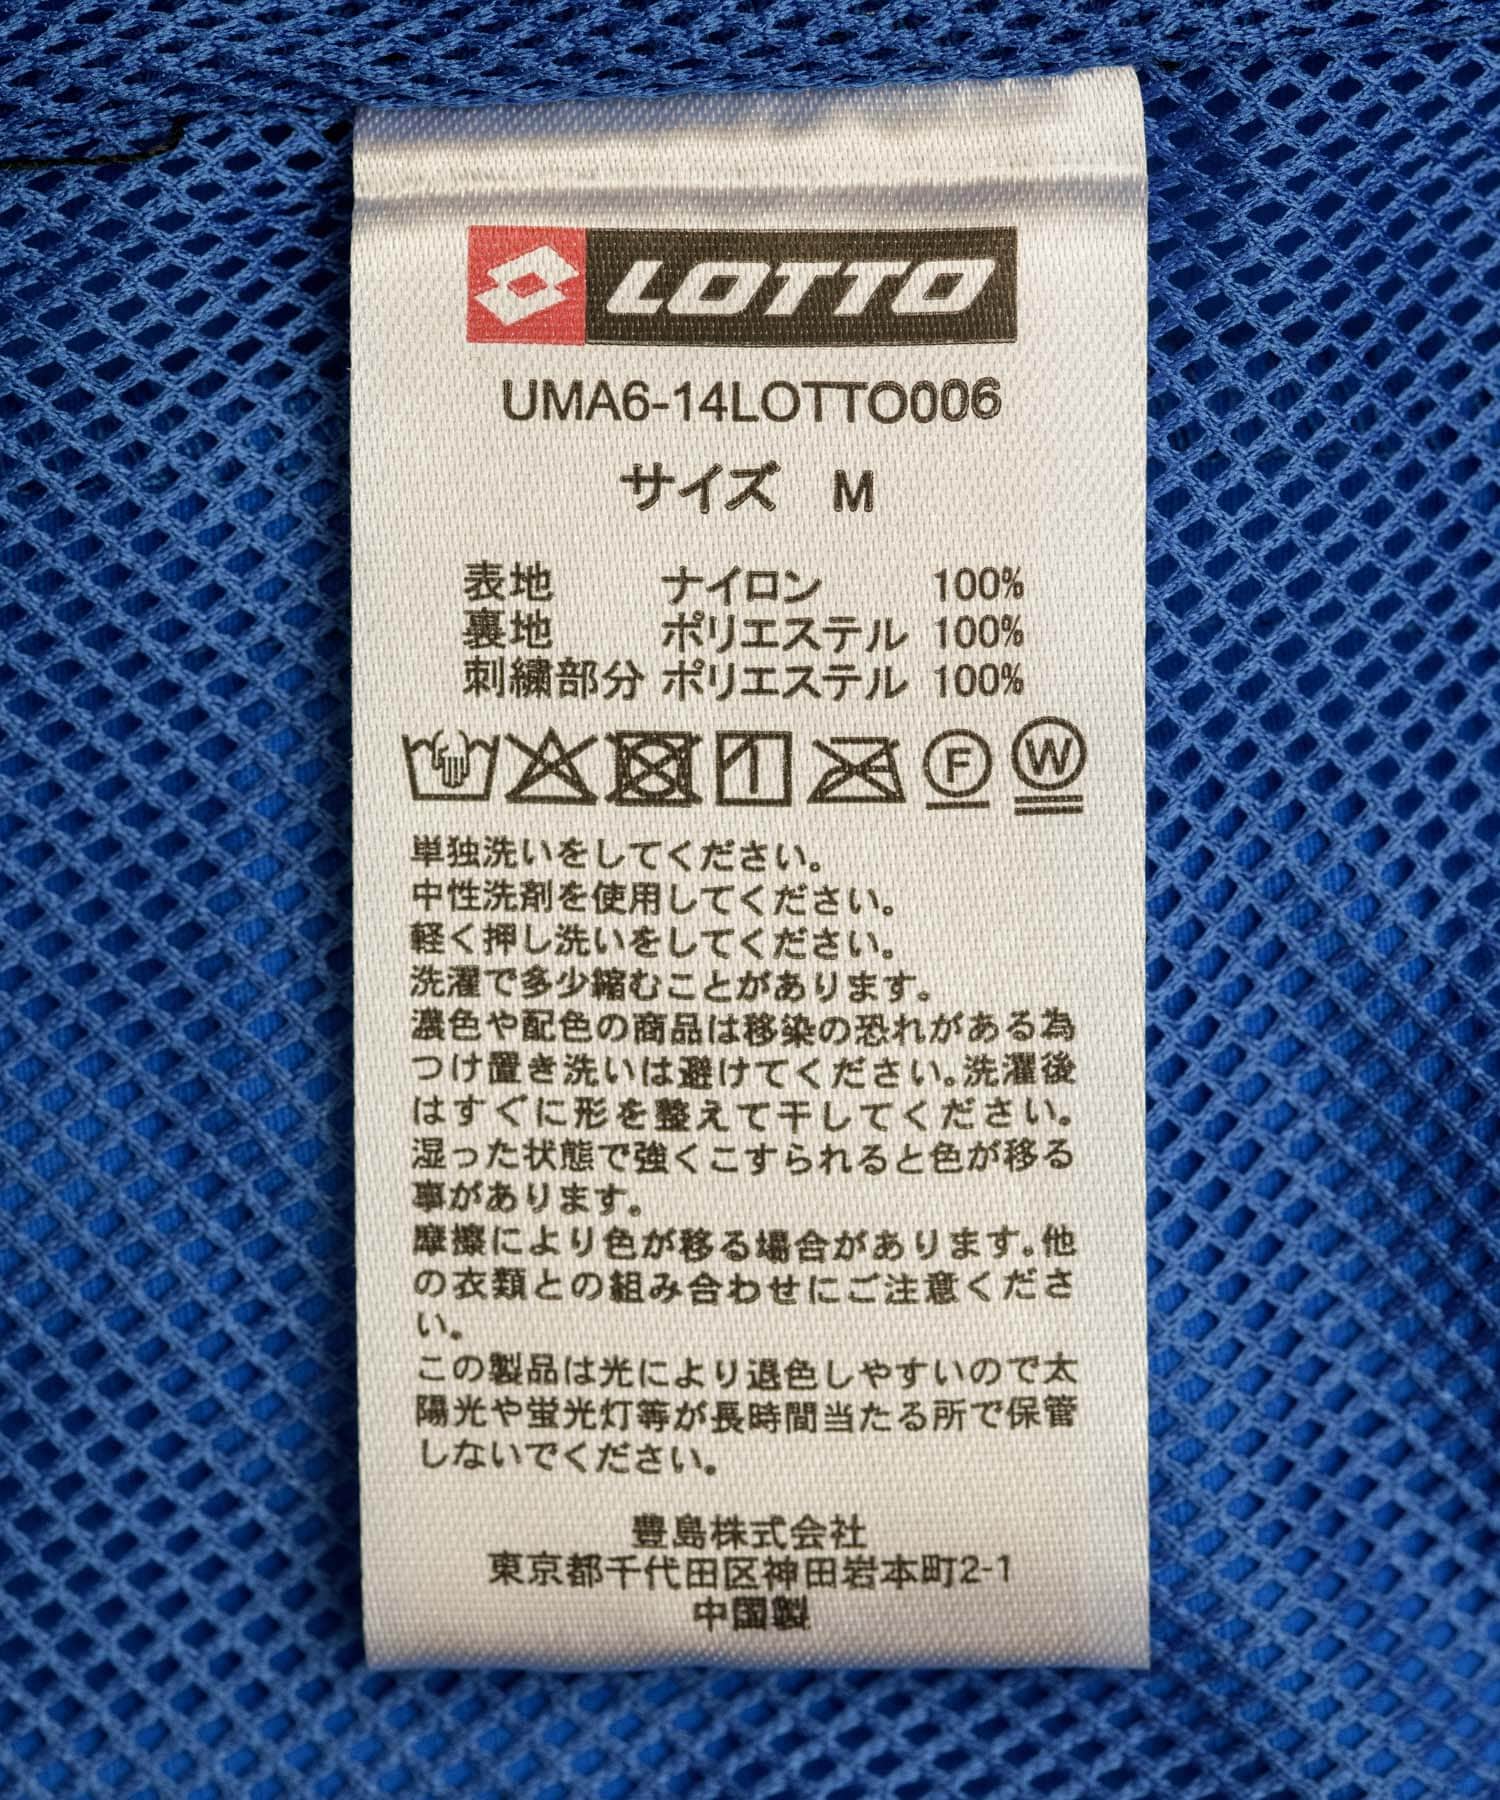 LOTTO
UMA6-14LOTTO006
サイズ M
表地 ナイロン 100%
裏地 ポリエステル 100%
刺繍部分 ポリエステル 100%
F W
単独洗いをしてください。
中性洗剤を使用してください。
軽く押し洗いをしてください。
洗濯で多少縮むことがあります。
濃色や配色の商品は移染の恐れがある為
つけ置き洗いは避けてください。洗濯後
はすぐに形を整えて干してください。
湿った状態で強くこすられると色が移る
事があります。
摩擦により色が移る場合があります。他
の衣類との組み合わせにご注意くださ
い。
この製品は光により退色しやすいので太
陽光や蛍光灯等が長時間当たる所で保管
しないでください。
豊島株式会社
東京都千代田区神田岩本町2-1
中国製